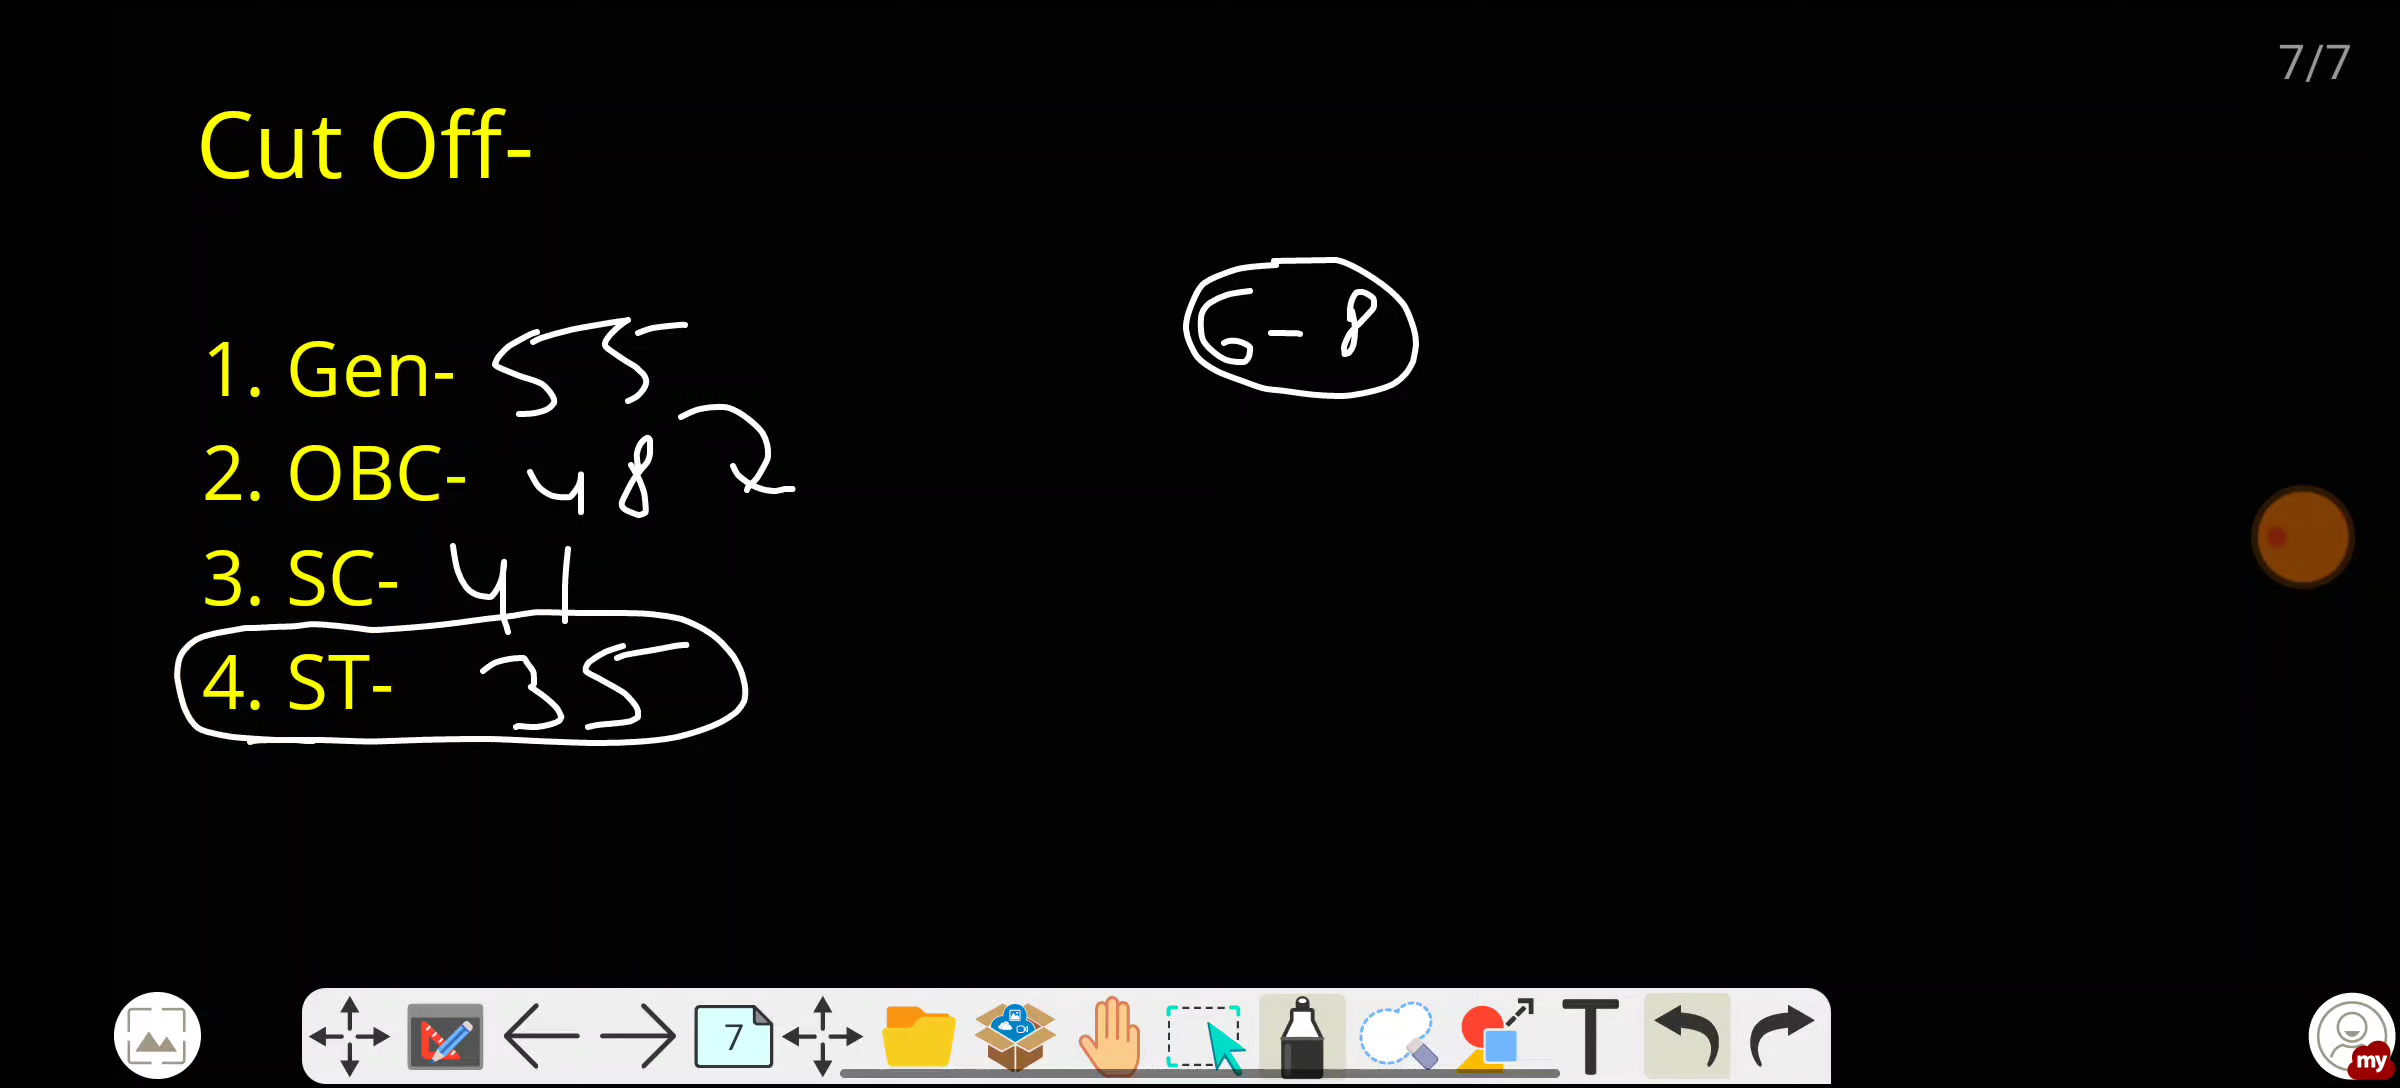 7/7
Cut Off-
6-8
1. Gen- 55
2. OBC- 48 2
3. SC- 41
4. ST- 35
7
T
my